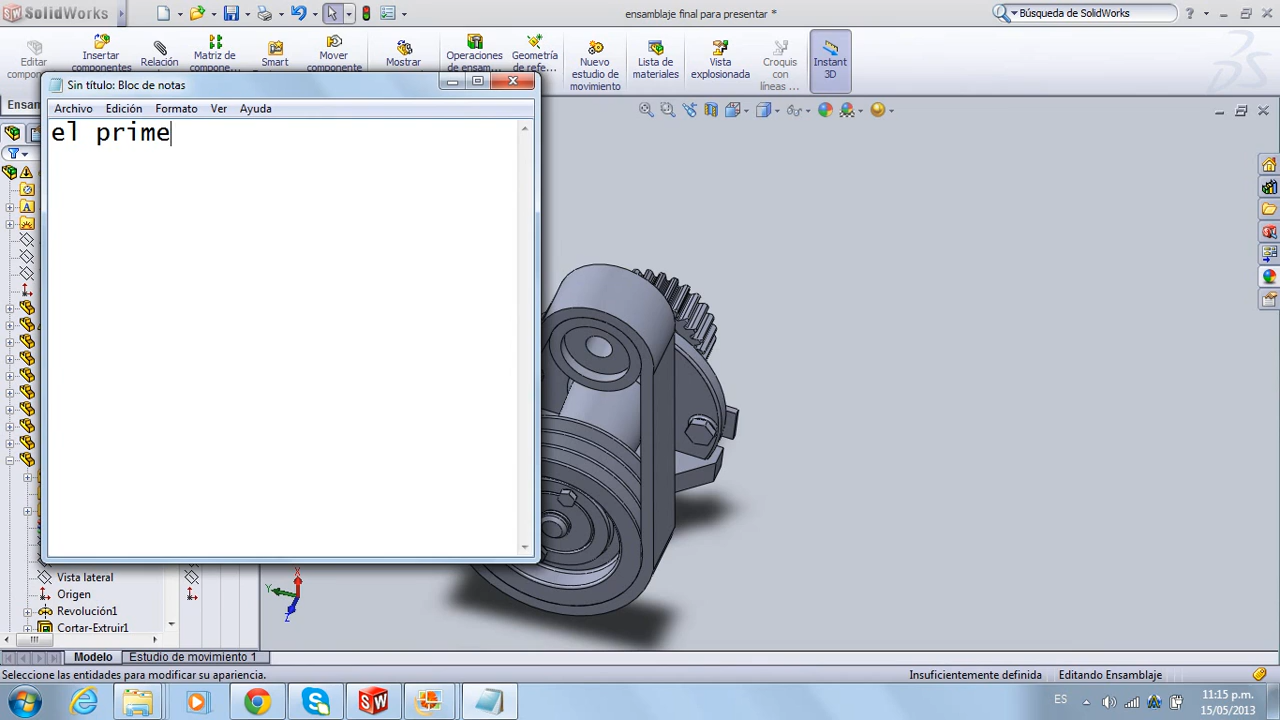 SolidWorks
ensamblaje final para presentar *
Búsqueda de SolidWorks
Editar
Insertar
componentes
Relación
Matriz de
compone...
Smart
Mover
componente
Mostrar
Operaciones
de ensam...
Geometría
de refe...
Nuevo
estudio de
movimiento
Lista de
materiales
Vista
explosionada
Croquis
con
líneas ...
Instant
3D
Ensam
Sin título: Bloc de notas
Archivo Edición Formato Ver Ayuda
el prime
Vista lateral
Origen
Revolución1
Cortar-Extruir1
X
Y
Z
Modelo
Estudio de movimiento 1
Seleccione las entidades para modificar su apariencia.
Insuficientemente definida
Editando Ensamblaje
ES
11:15 p.m.
15/05/2013